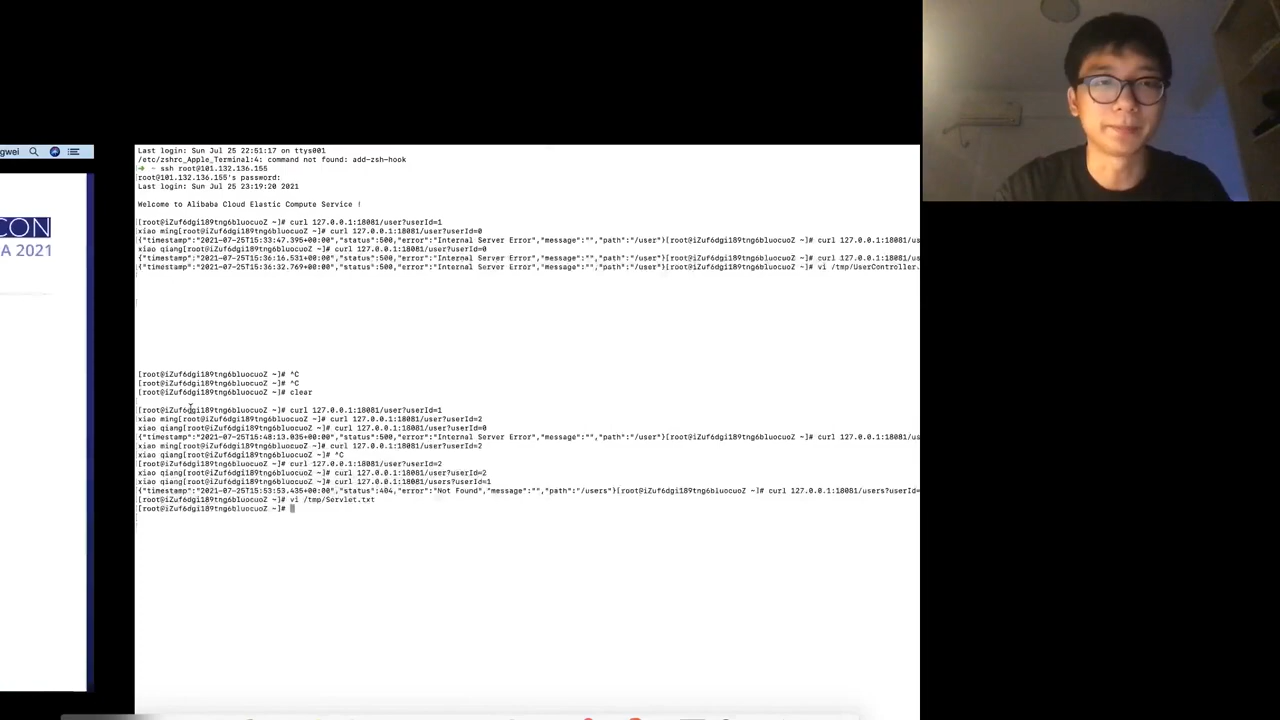 gwei
CON
A 2021
Last login: Sun Jul 25 22:51:17 on ttys001
/etc/zshrc_Apple_Terminal:4: command not found: add-zsh-hook
➜ ~ ssh root@101.132.136.155
root@101.132.136.155's password:
Last login: Sun Jul 25 23:19:20 2021
Welcome to Alibaba Cloud Elastic Compute Service !
[root@iZuf6dgi189tng6bluocuoZ ~]# curl 127.0.0.1:18081/user?userId=1
xiao ming[root@iZuf6dgi189tng6bluocuoZ ~]# curl 127.0.0.1:18081/user?userId=0
{"timestamp":"2021-07-25T15:33:47.395+00:00","status":500,"error":"Internal Server Error","message":"","path":"/user"}[root@iZuf6dgi189tng6bluocuoZ ~]# curl 127.0.0.1:18081/us
xiao qiang[root@iZuf6dgi189tng6bluocuoZ ~]# curl 127.0.0.1:18081/user?userId=0
{"timestamp":"2021-07-25T15:36:16.531+00:00","status":500,"error":"Internal Server Error","message":"","path":"/user"}[root@iZuf6dgi189tng6bluocuoZ ~]# curl 127.0.0.1:18081/us
{"timestamp":"2021-07-25T15:36:32.769+00:00","status":500,"error":"Internal Server Error","message":"","path":"/user"}[root@iZuf6dgi189tng6bluocuoZ ~]# vi /tmp/UserController.
[root@iZuf6dgi189tng6bluocuoZ ~]# ^C
[root@iZuf6dgi189tng6bluocuoZ ~]# ^C
[root@iZuf6dgi189tng6bluocuoZ ~]# clear
[root@iZuf6dgi189tng6bluocuoZ ~]# curl 127.0.0.1:18081/user?userId=1
xiao ming[root@iZuf6dgi189tng6bluocuoZ ~]# curl 127.0.0.1:18081/user?userId=2
xiao qiang[root@iZuf6dgi189tng6bluocuoZ ~]# curl 127.0.0.1:18081/user?userId=0
{"timestamp":"2021-07-25T15:48:13.035+00:00","status":500,"error":"Internal Server Error","message":"","path":"/user"}[root@iZuf6dgi189tng6bluocuoZ ~]# curl 127.0.0.1:18081/us
xiao ming[root@iZuf6dgi189tng6bluocuoZ ~]# curl 127.0.0.1:18081/user?userId=2
xiao qiang[root@iZuf6dgi189tng6bluocuoZ ~]# ^C
[root@iZuf6dgi189tng6bluocuoZ ~]# curl 127.0.0.1:18081/user?userId=2
xiao qiang[root@iZuf6dgi189tng6bluocuoZ ~]# curl 127.0.0.1:18081/user?userId=2
xiao qiang[root@iZuf6dgi189tng6bluocuoZ ~]# curl 127.0.0.1:18081/users?userId=1
{"timestamp":"2021-07-25T15:53:53.435+00:00","status":404,"error":"Not Found","message":"","path":"/users"}[root@iZuf6dgi189tng6bluocuoZ ~]# curl 127.0.0.1:18081/users?userId=
[root@iZuf6dgi189tng6bluocuoZ ~]# vi /tmp/Servlet.txt
[root@iZuf6dgi189tng6bluocuoZ ~]#